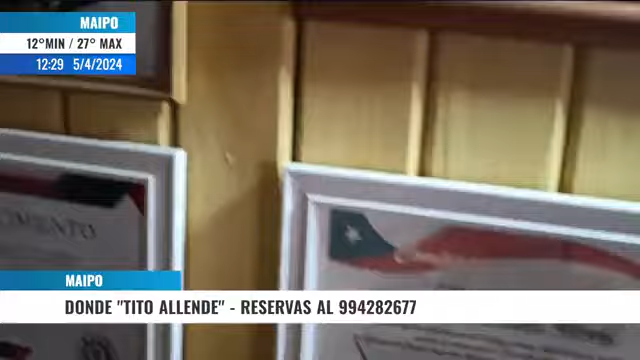 MAIPO
12°MIN / 27° MAX
12:29 5/4/2024
MAIPO
DONDE "TITO ALLENDE" - RESERVAS AL 994282677